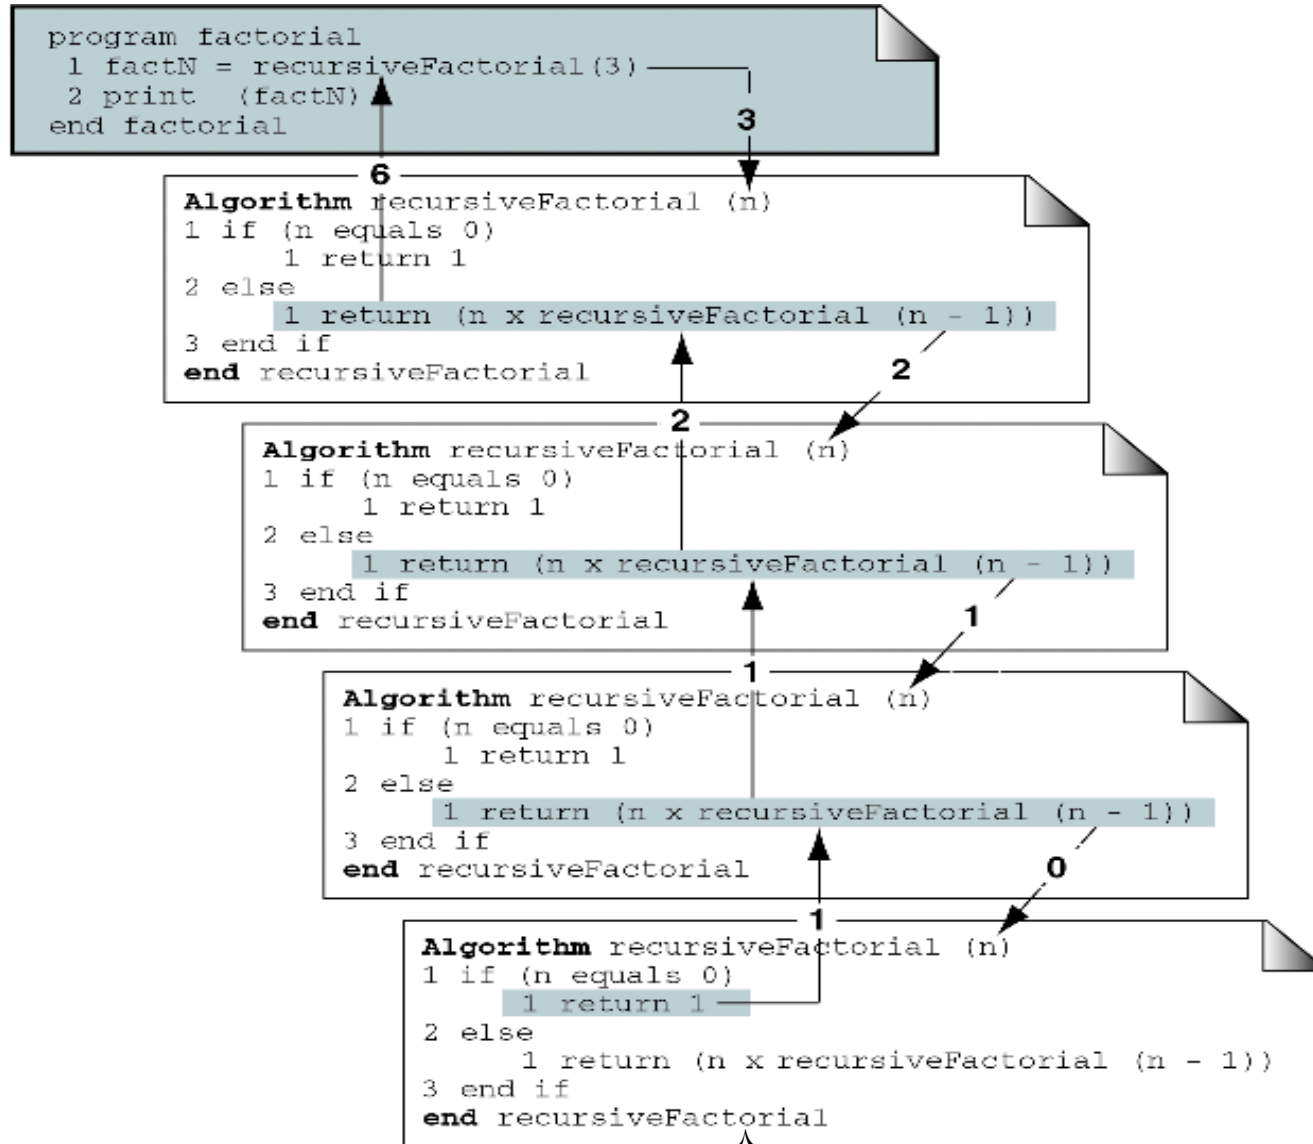 program factorial
1 factN = recursiveFactorial(3)
2 print (factN)
end factorial
3
6
Algorithm recursiveFactorial (n)
1 if (n equals 0)
1 return 1
2 else
1 return (n x recursiveFactorial (n - 1))
3 end if
end recursiveFactorial
2
2
Algorithm recursiveFactorial (n)
1 if (n equals 0)
1 return 1
2 else
1 return (n x recursiveFactorial (n - 1))
3 end if
end recursiveFactorial
1
1
Algorithm recursiveFactorial (n)
1 if (n equals 0)
1 return 1
2 else
1 return (n x recursiveFactorial (n - 1))
3 end if
end recursiveFactorial
0
1
Algorithm recursiveFactorial (n)
1 if (n equals 0)
1 return 1
2 else
1 return (n x recursiveFactorial (n - 1))
3 end if
end recursiveFactorial